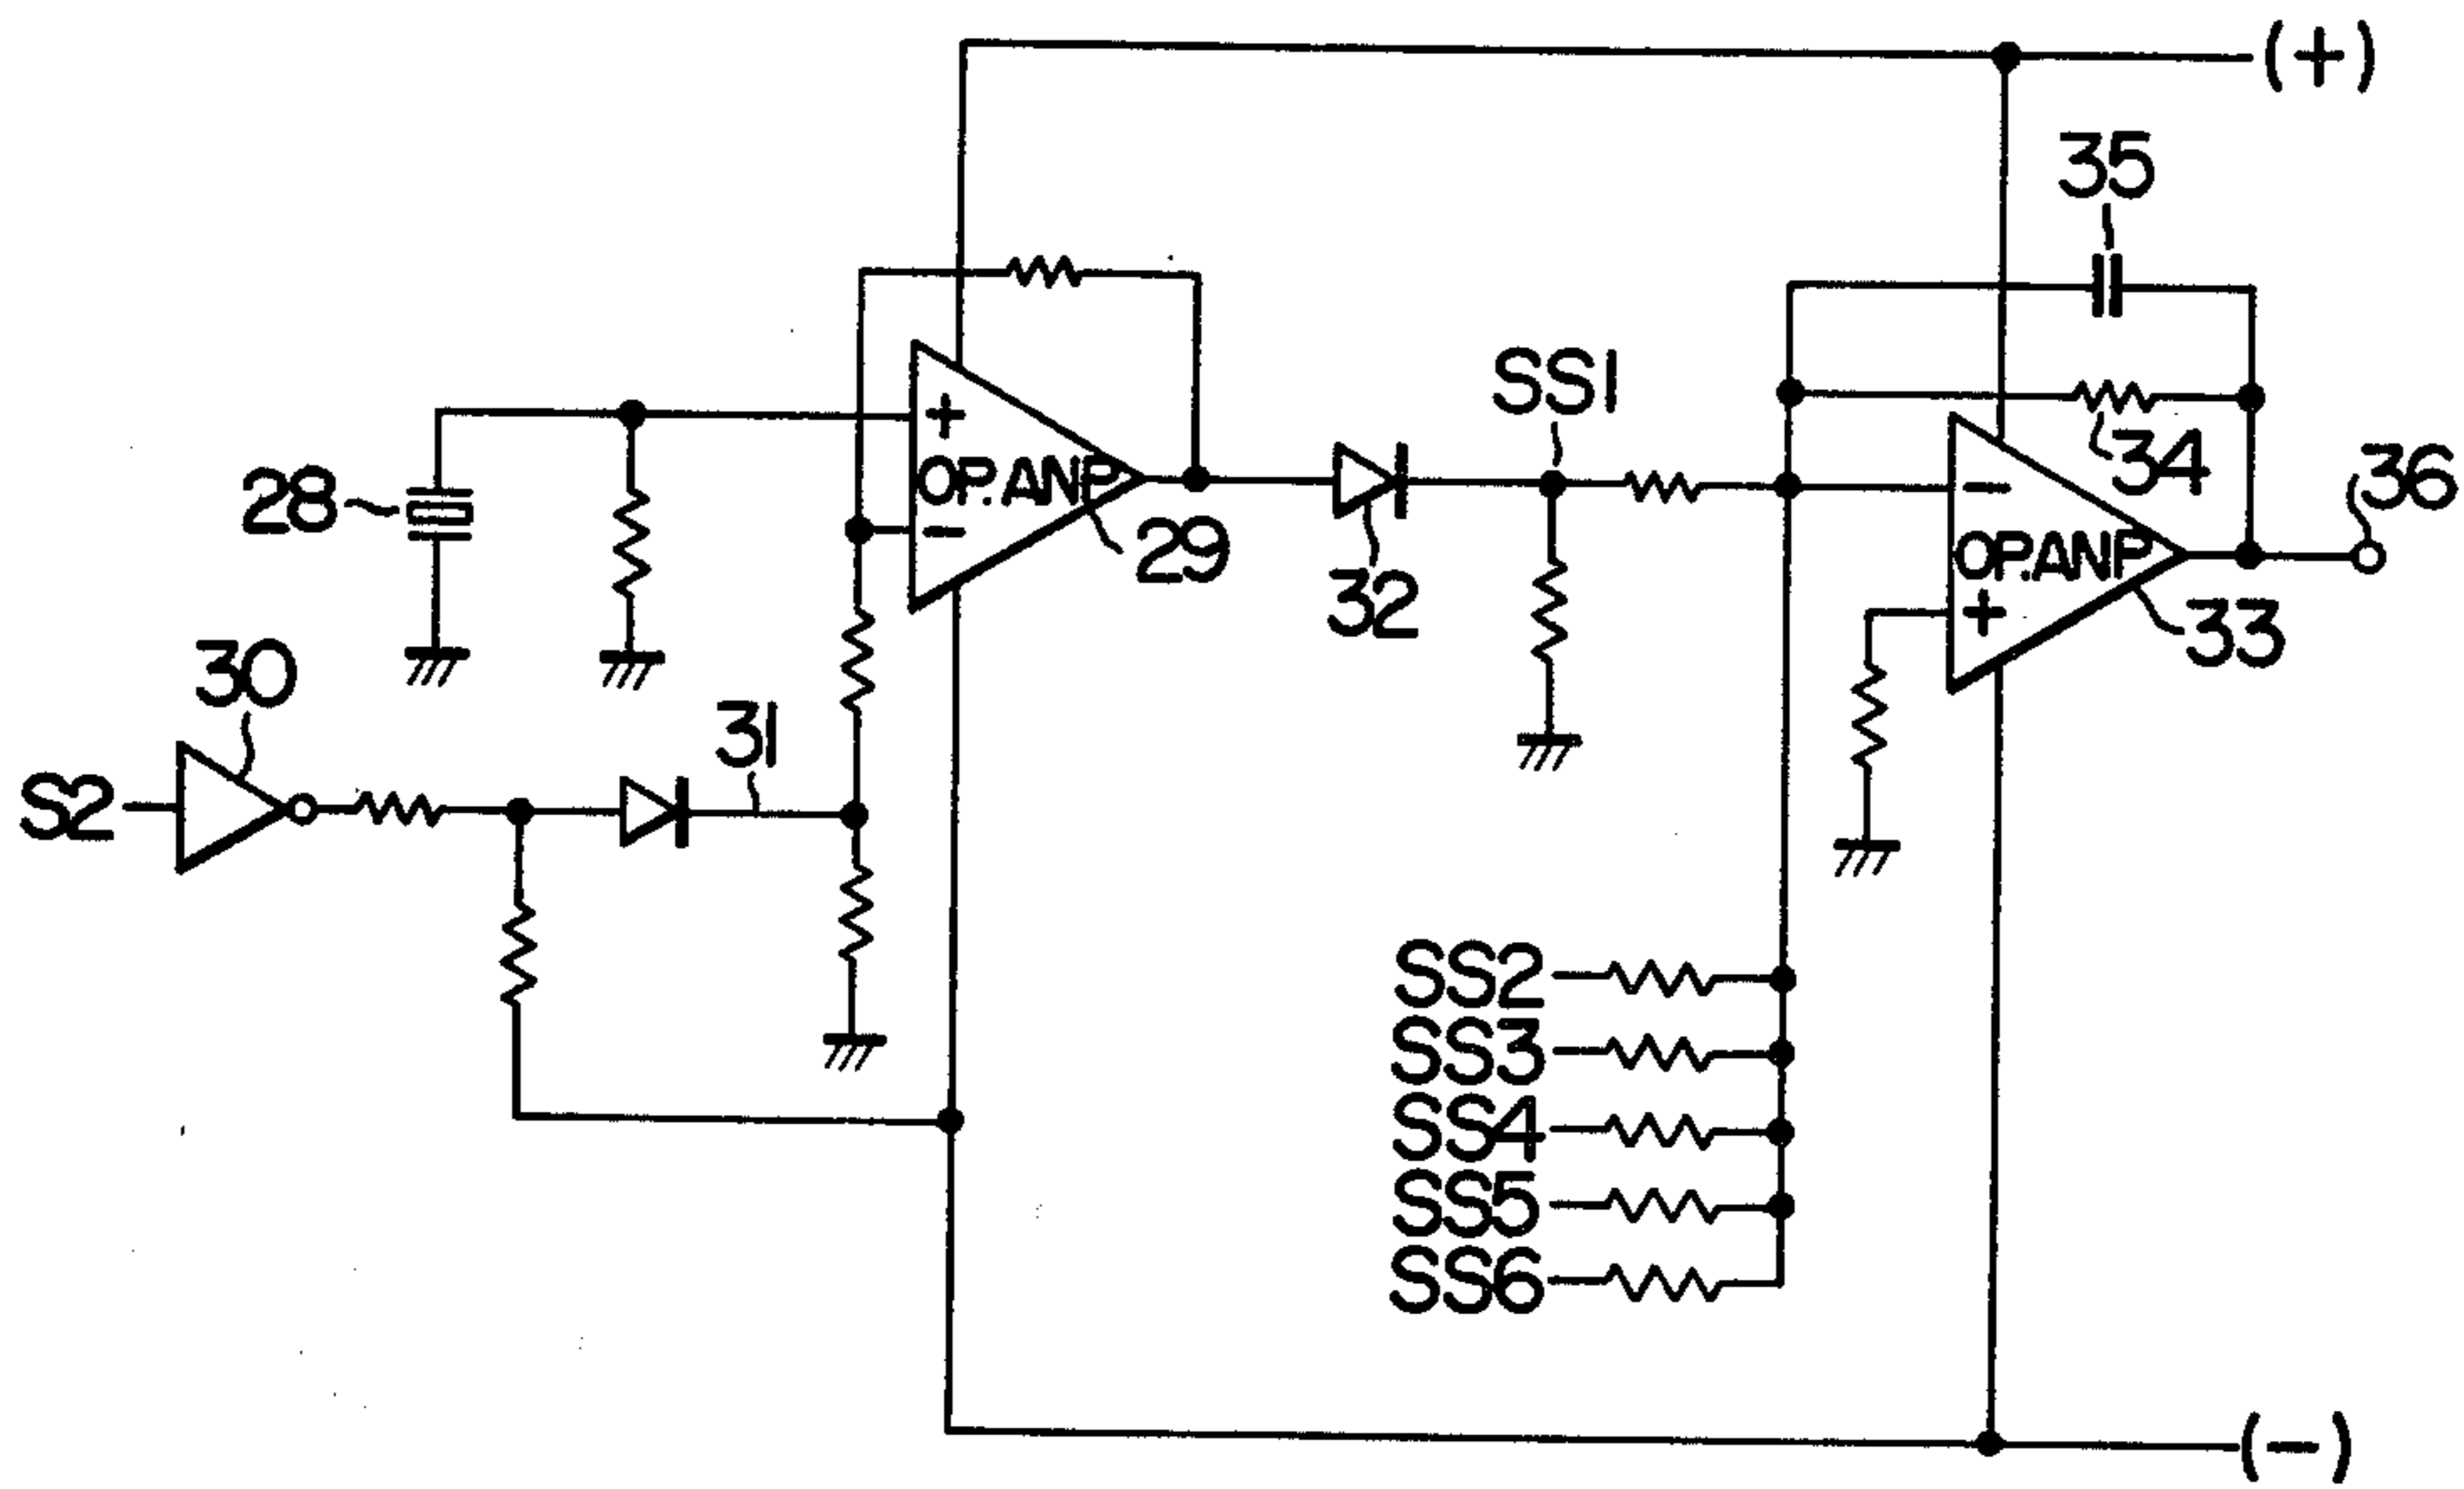 (+)
35
SS1
34
36
+
OP.ANP
-
28
29
-
OP.ANP
+
32
33
30
31
S2
SS2
SS3
SS4
SS5
SS6
(-)